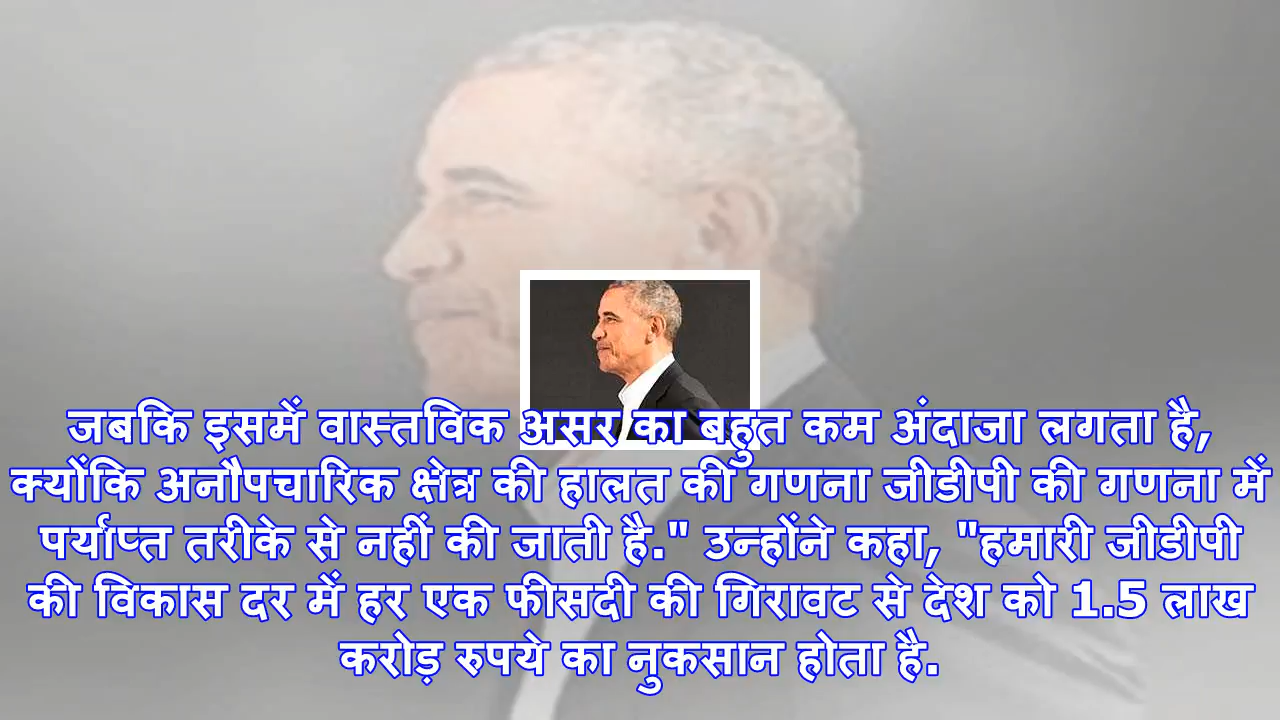 जबकि इसमें वास्तविक असर का बहुत कम अंदाजा लगता है,
क्योंकि अनौपचारिक क्षेत्र की हालत की गणना जीडीपी की गणना में
पर्याप्त तरीके से नहीं की जाती है." उन्होंने कहा, "हमारी जीडीपी
की विकास दर में हर एक फीसदी की गिरावट से देश को 1.5 लाख
करोड़ रुपये का नुकसान होता है.